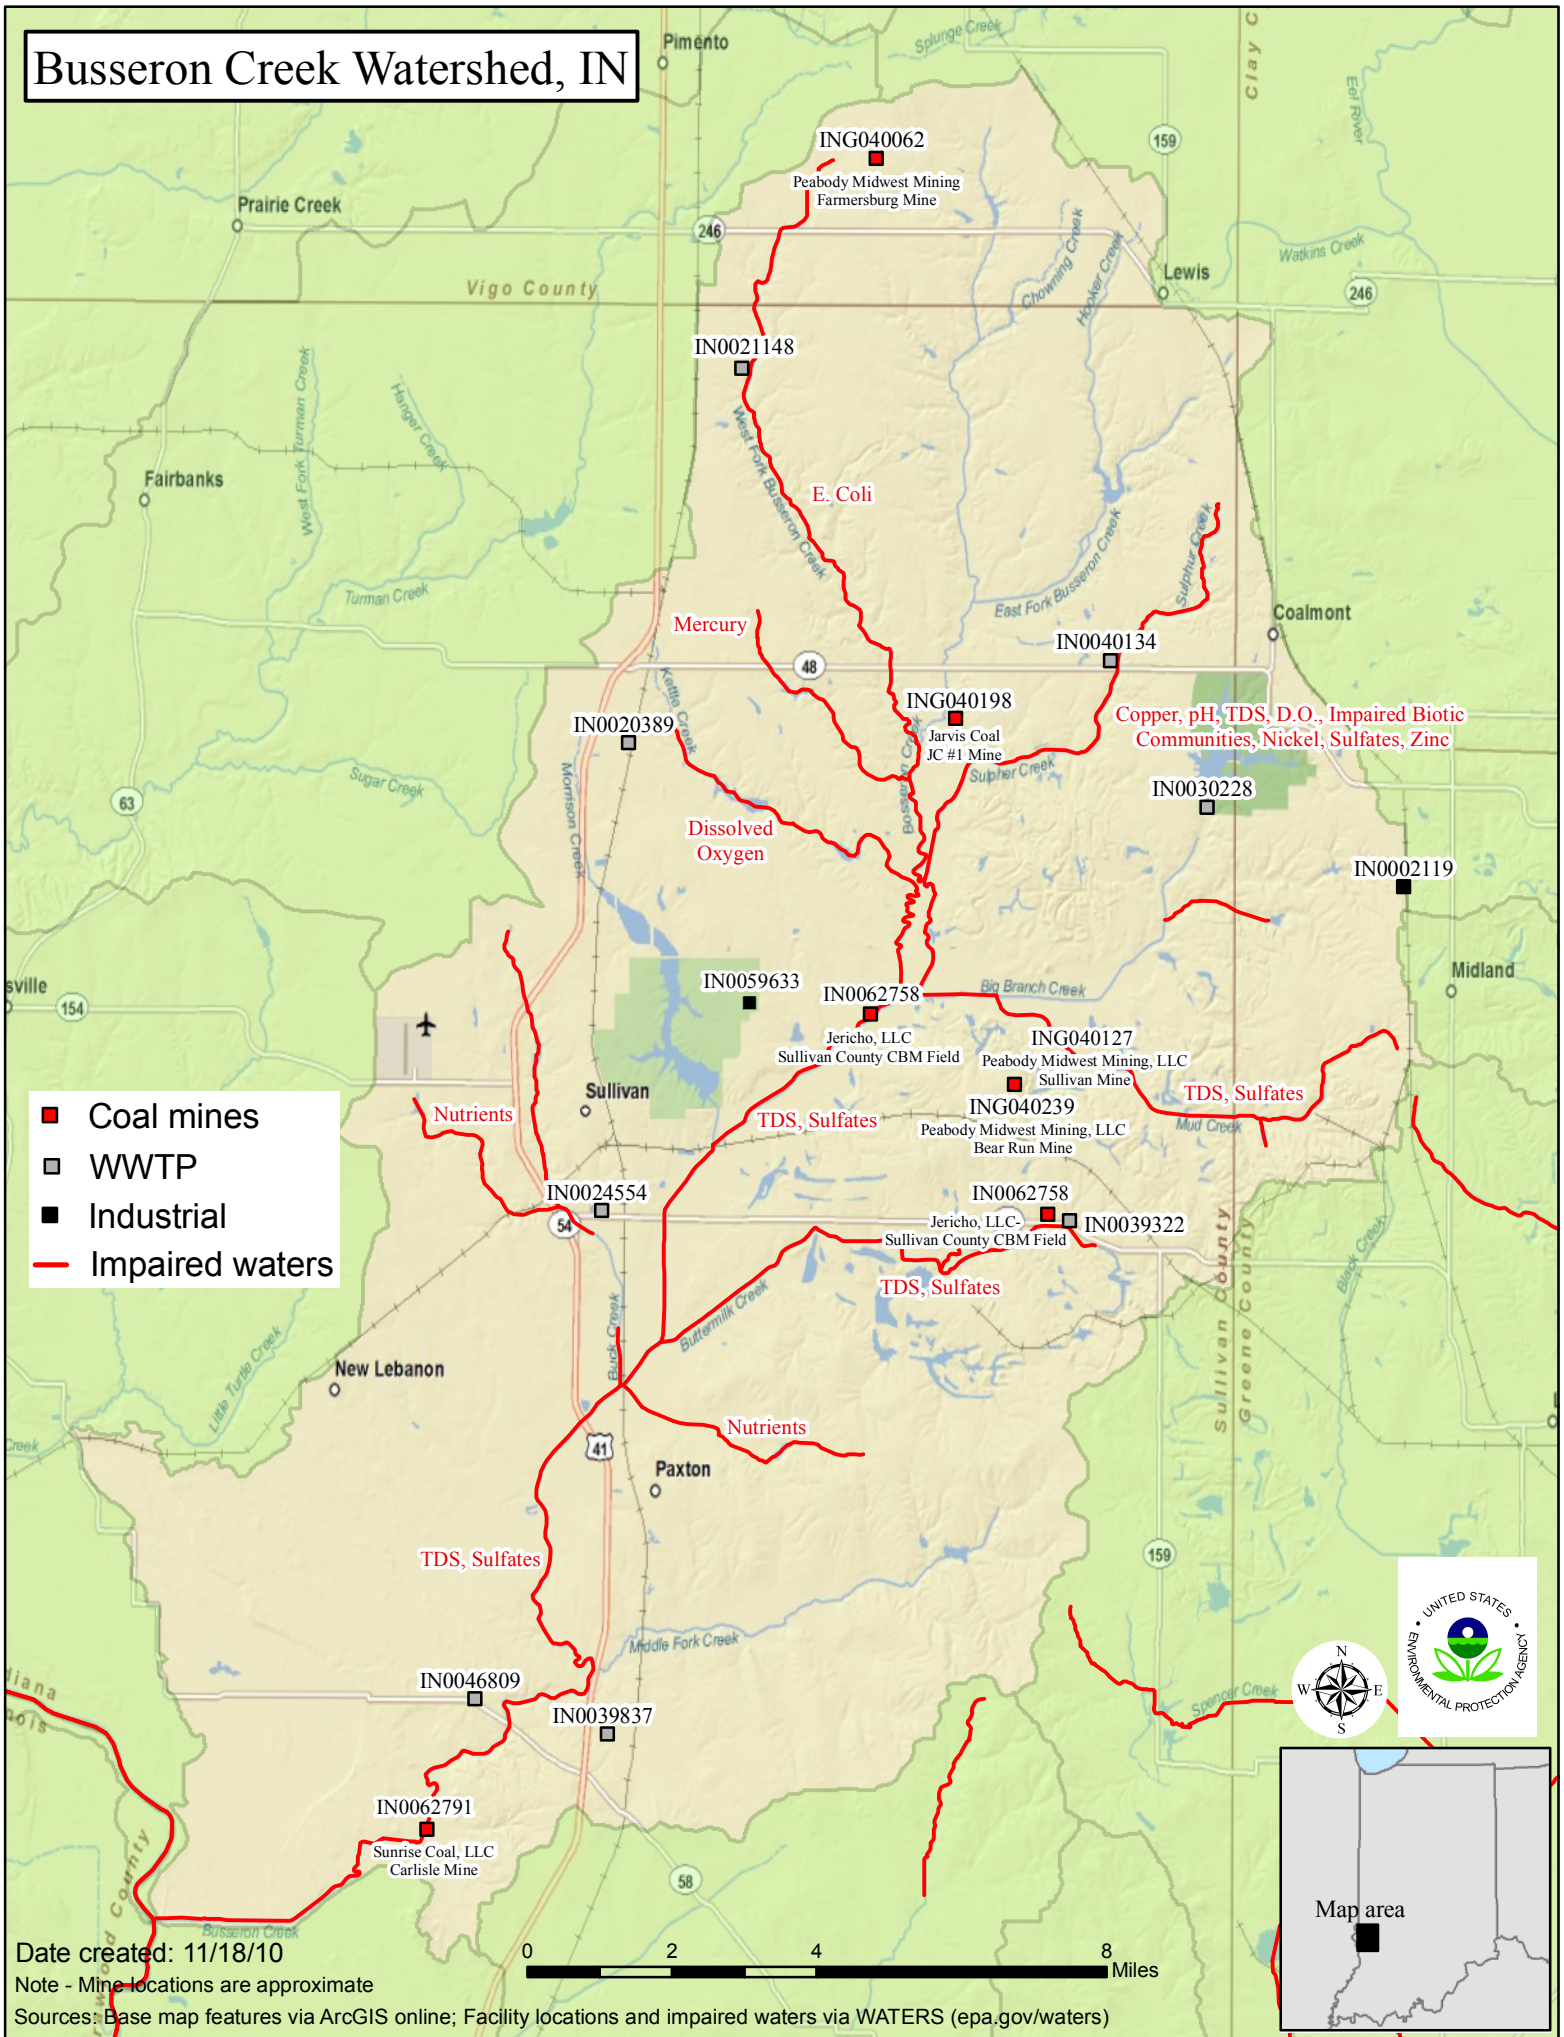 Busseron Creek Watershed, IN
Pimento
Splunge Creek
Clay C
Eel River
ING040062
Peabody Midwest Mining
Farmersburg Mine
159
Prairie Creek
246
Chowning Creek
Hooker Creek
Watkins Creek
Lewis
246
Vigo County
IN0021148
West Fork Turman Creek
Hanger Creek
West Fork Busseron Creek
Fairbanks
E. Coli
Sulphur Creek
East Fork Busseron Creek
Turman Creek
Mercury
Coalmont
IN0040134
48
Kettle Creek
ING040198
Jarvis Coal
JC #1 Mine
Copper, pH, TDS, D.O., Impaired Biotic
Communities, Nickel, Sulfates, Zinc
IN0020389
Sulpher Creek
Sugar Creek
Morrison Creek
Bosseron Creek
IN0030228
63
Dissolved
Oxygen
IN0002119
sville
154
Midland
IN0059633
IN0062758
Big Branch Creek
Jericho, LLC
Sullivan County CBM Field
ING040127
Peabody Midwest Mining, LLC
Sullivan Mine
Sullivan
TDS, Sulfates
ING040239
Peabody Midwest Mining, LLC
Bear Run Mine
Mud Creek
Nutrients
TDS, Sulfates
Coal mines
WWTP
Industrial
Impaired waters
IN0024554
54
IN0062758
Jericho, LLC-
Sullivan County CBM Field
IN0039322
TDS, Sulfates
Black Creek
Sullivan County
Greene County
Buttermilk Creek
Buck Creek
Little Turtle Creek
New Lebanon
Creek
Nutrients
41
Paxton
TDS, Sulfates
159
Middle Fork Creek
UNITED STATES
ENVIRONMENTAL PROTECTION AGENCY
N
W E
S
Spencer Creek
diana
nois
IN0046809
IN0039837
IN0062791
Sunrise Coal, LLC
Carlisle Mine
58
Busseron Creek
County
Map area
Date created: 11/18/10
0 2 4 8
Miles
Note - Mine locations are approximate
Sources: Base map features via ArcGIS online; Facility locations and impaired waters via WATERS (epa.gov/waters)